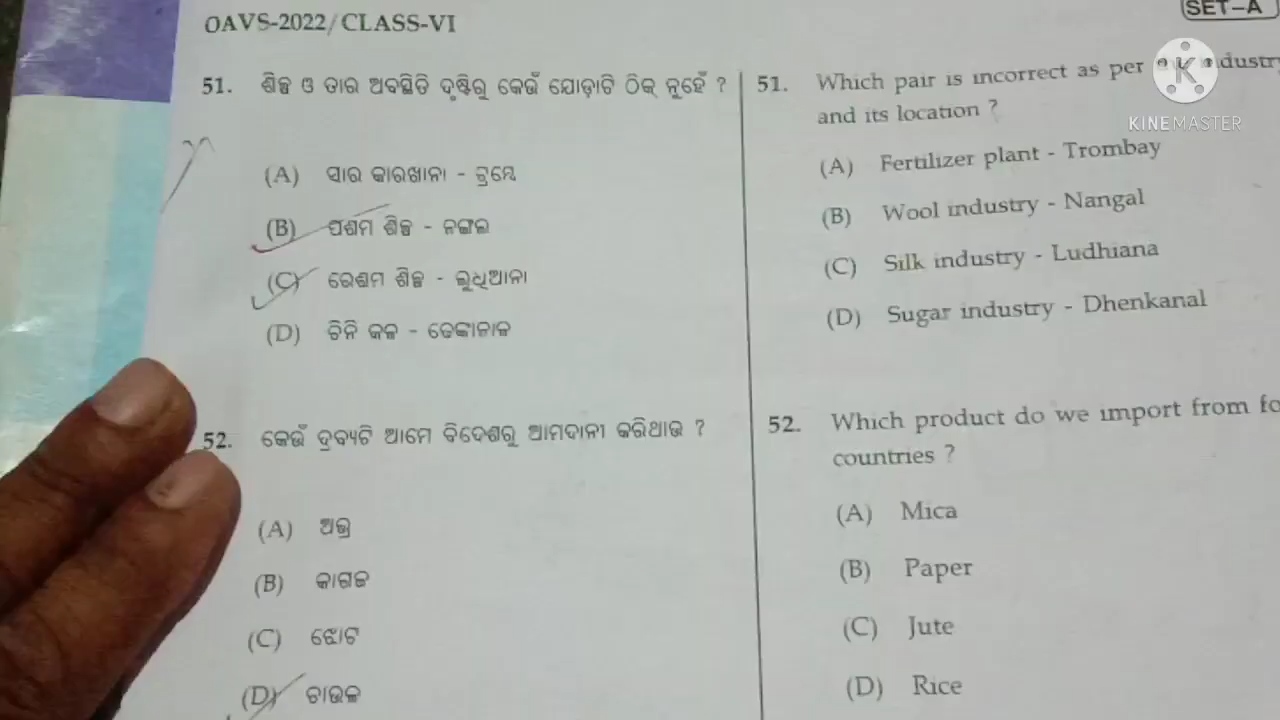 OAVS-2022/CLASS-VI
SET-A
51. ଶିଳ୍ପ ଓ ତାର ଅବସ୍ଥିତି ଦୃଷ୍ଟିରୁ କେଉଁ ଯୋଡ଼ାଟି ଠିକ୍ ନୁହେଁ ?
(A) ସାର କାରଖାନା - ଟ୍ରମ୍ବେ
(B) ପଶମ ଶିଳ୍ପ - ନଙ୍ଗଲ
(C) ରେଶମ ଶିଳ୍ପ - ଲୁଧିଆନା
(D) ଚିନି କଳ - ଢେଙ୍କାନାଳ
52. କେଉଁ ଦ୍ରବ୍ୟଟି ଆମେ ବିଦେଶରୁ ଆମଦାନୀ କରିଥାଉ ?
(A) ଅଭ୍ର
(B) କାଗଜ
(C) ଝୋଟ
(D) ଚାଉଳ
51. Which pair is incorrect as per
and its location ?
(A) Fertilizer plant - Trombay
(B) Wool industry - Nangal
(C) Silk industry - Ludhiana
(D) Sugar industry - Dhenkanal
52. Which product do we import from
countries ?
(A) Mica
(B) Paper
(C) Jute
(D) Rice
K
KINEMASTER